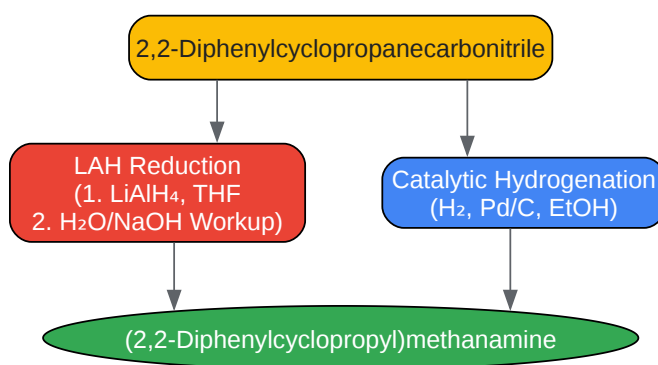 2,2-Diphenylcyclopropanecarbonitrile
LAH Reduction
(1. LiAlH₄, THF
2. H₂O/NaOH Workup)
Catalytic Hydrogenation
(H₂, Pd/C, EtOH)
(2,2-Diphenylcyclopropyl)methanamine